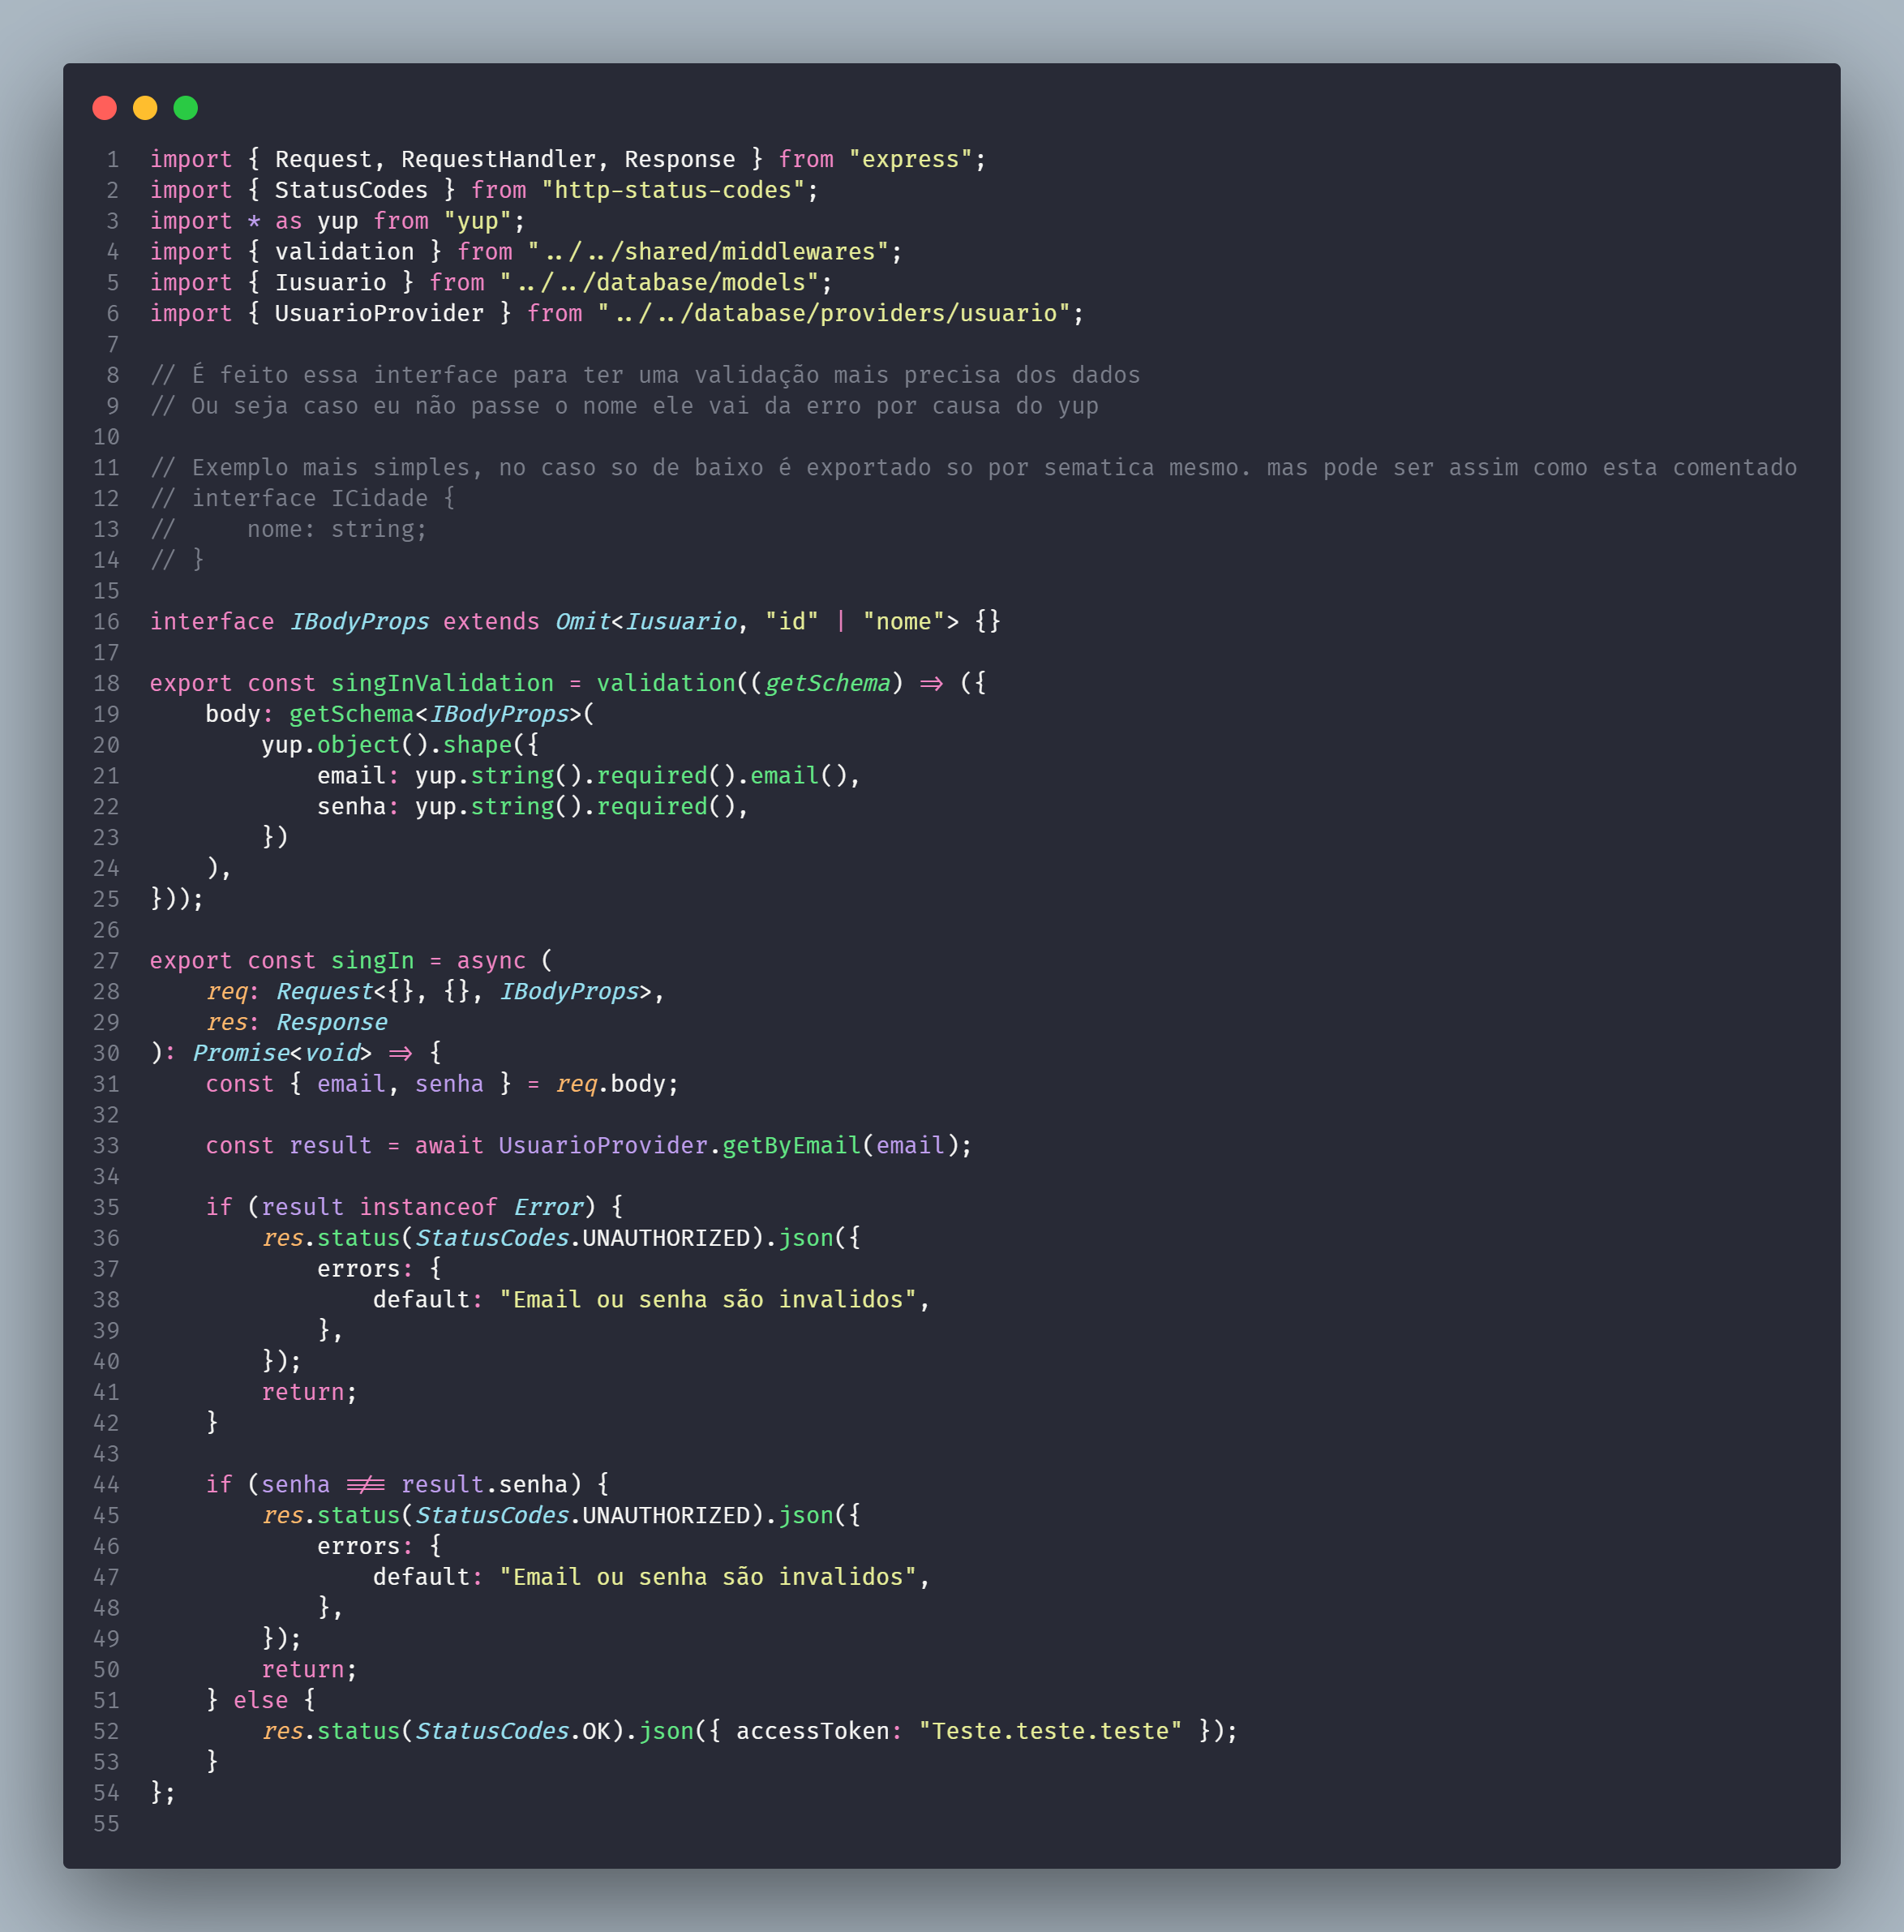 1 import { Request, RequestHandler, Response } from "express";
2 import { StatusCodes } from "http-status-codes";
3 import * as yup from "yup";
4 import { validation } from "../../shared/middlewares";
5 import { Iusuario } from "../../database/models";
6 import { UsuarioProvider } from "../../database/providers/usuario";
7
8 // É feito essa interface para ter uma validação mais precisa dos dados
9 // Ou seja caso eu não passe o nome ele vai da erro por causa do yup
10
11 // Exemplo mais simples, no caso so de baixo é exportado so por sematica mesmo. mas pode ser assim como esta comentado
12 // interface ICidade {
13 //     nome: string;
14 // }
15
16 interface IBodyProps extends Omit<Iusuario, "id" | "nome"> {}
17
18 export const singInValidation = validation((getSchema) => ({
19     body: getSchema<IBodyProps>(
20         yup.object().shape({
21             email: yup.string().required().email(),
22             senha: yup.string().required(),
23         })
24     ),
25 }));
26
27 export const singIn = async (
28     req: Request<{}, {}, IBodyProps>,
29     res: Response
30 ): Promise<void> => {
31     const { email, senha } = req.body;
32
33     const result = await UsuarioProvider.getByEmail(email);
34
35     if (result instanceof Error) {
36         res.status(StatusCodes.UNAUTHORIZED).json({
37             errors: {
38                 default: "Email ou senha são invalidos",
39             },
40         });
41         return;
42     }
43
44     if (senha !== result.senha) {
45         res.status(StatusCodes.UNAUTHORIZED).json({
46             errors: {
47                 default: "Email ou senha são invalidos",
48             },
49         });
50         return;
51     } else {
52         res.status(StatusCodes.OK).json({ accessToken: "Teste.teste.teste" });
53     }
54 };
55